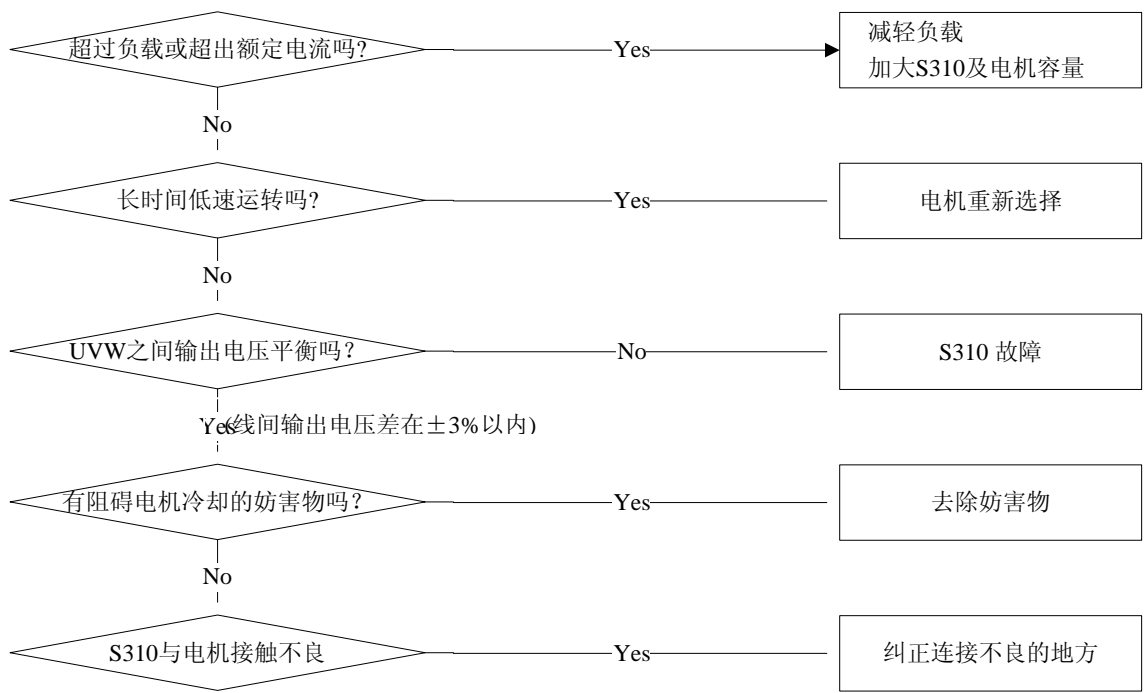 超过负载或超出额定电流吗?
Yes
减轻负载
加大S310及电机容量
No
长时间低速运转吗?
Yes
电机重新选择
No
UVW之间输出电压平衡吗?
No
S310 故障
Yes(线间输出电压差在±3%以内)
有阻碍电机冷却的妨害物吗?
Yes
去除妨害物
No
S310与电机接触不良
Yes
纠正连接不良的地方